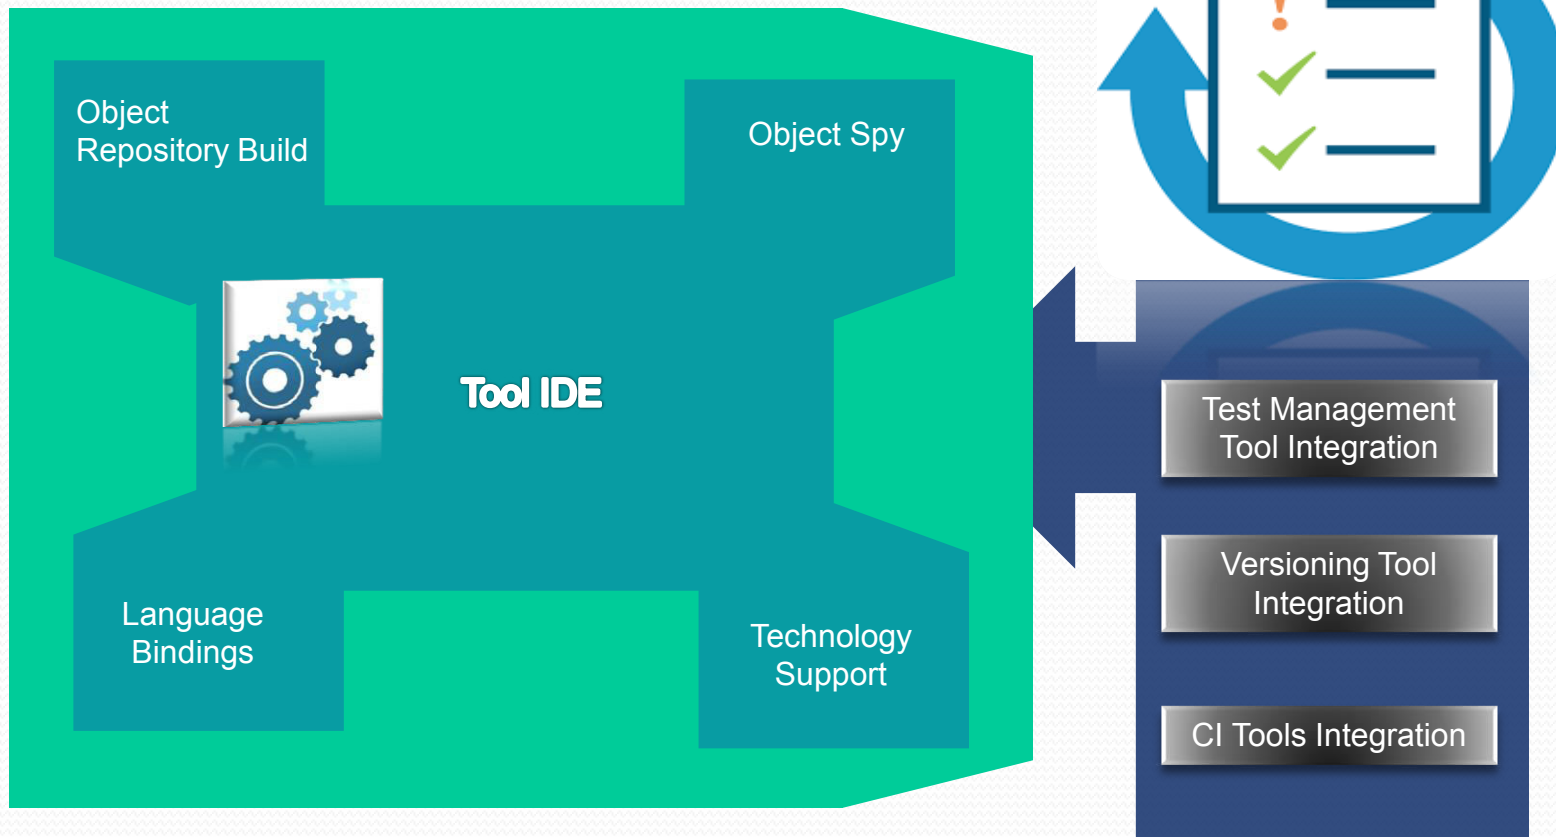 Object
Repository Build
Object Spy
Tool IDE
Language
Bindings
Technology
Support
Test Management
Tool Integration
Versioning Tool
Integration
CI Tools Integration